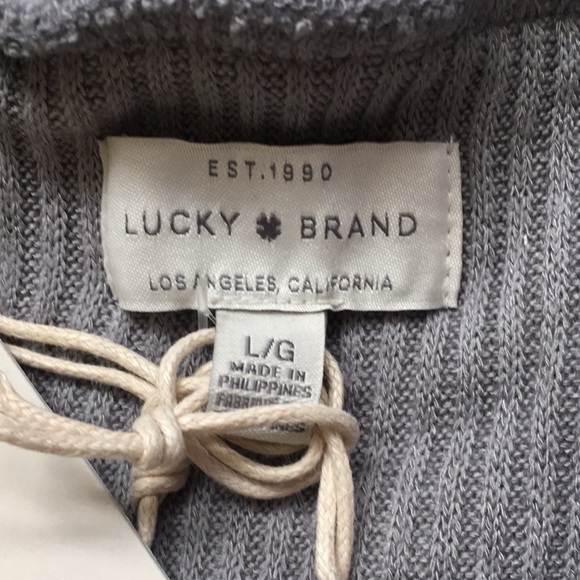 EST.1990
LUCKY BRAND
LOS ANGELES, CALIFORNIA
L/G
MADE IN
PHILIPPINES